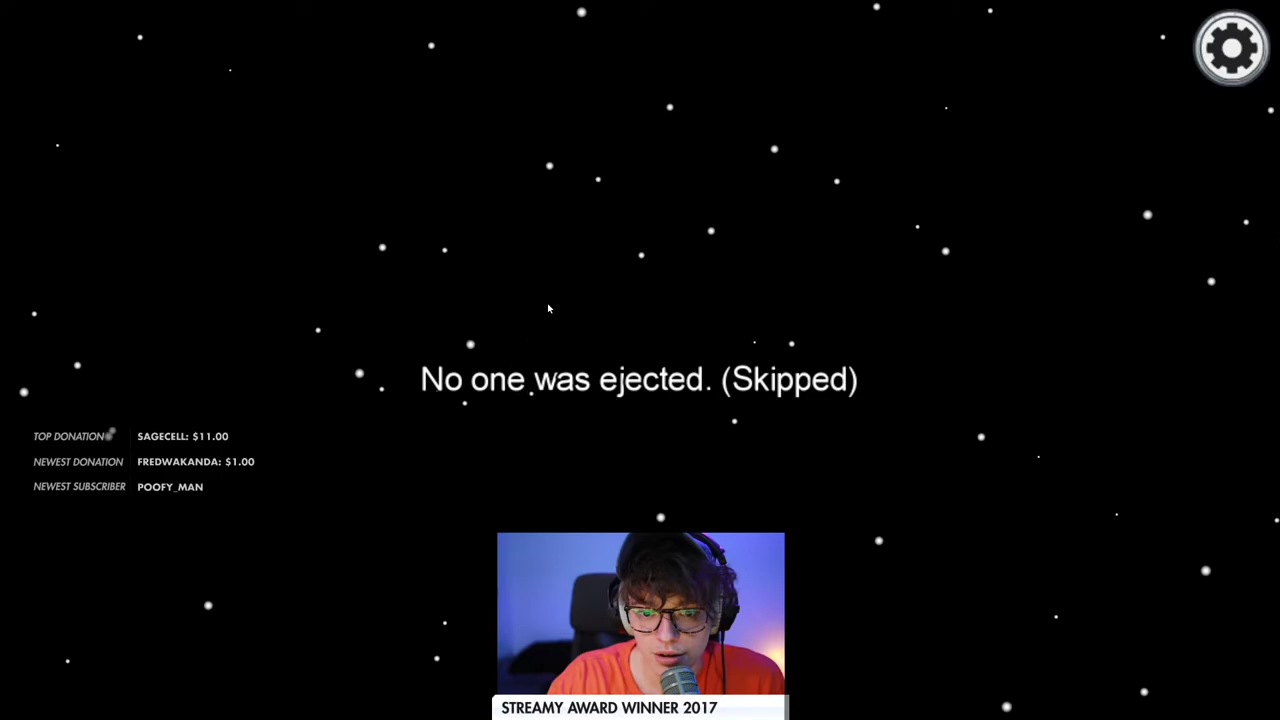 No one was ejected. (Skipped)
TOP DONATION SAGECELL: $11.00
NEWEST DONATION FREDWAKANDA: $1.00
NEWEST SUBSCRIBER POOFY_MAN
STREAMY AWARD WINNER 2017